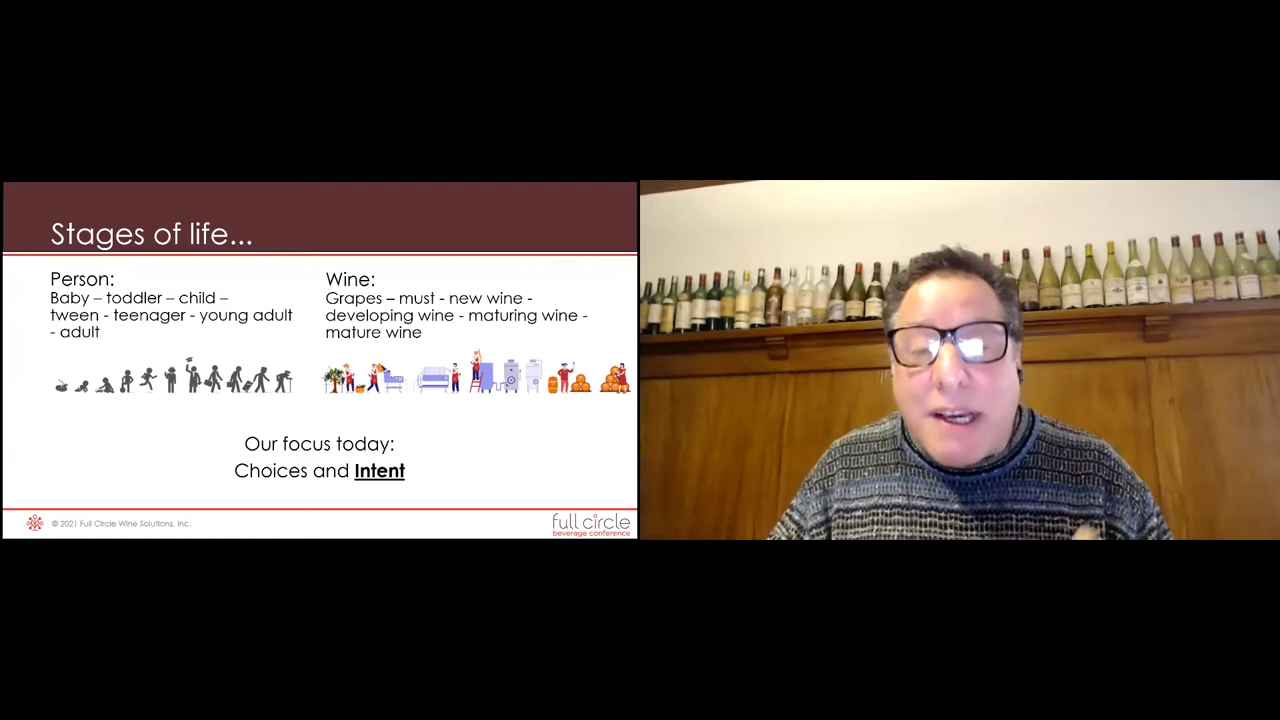 Stages of life...
Person:
Baby – toddler – child –
tween - teenager - young adult
- adult
Wine:
Grapes – must - new wine -
developing wine - maturing wine -
mature wine
Our focus today:
Choices and Intent
© 2021 Full Circle Wine Solutions, Inc.
full circle
beverage conference